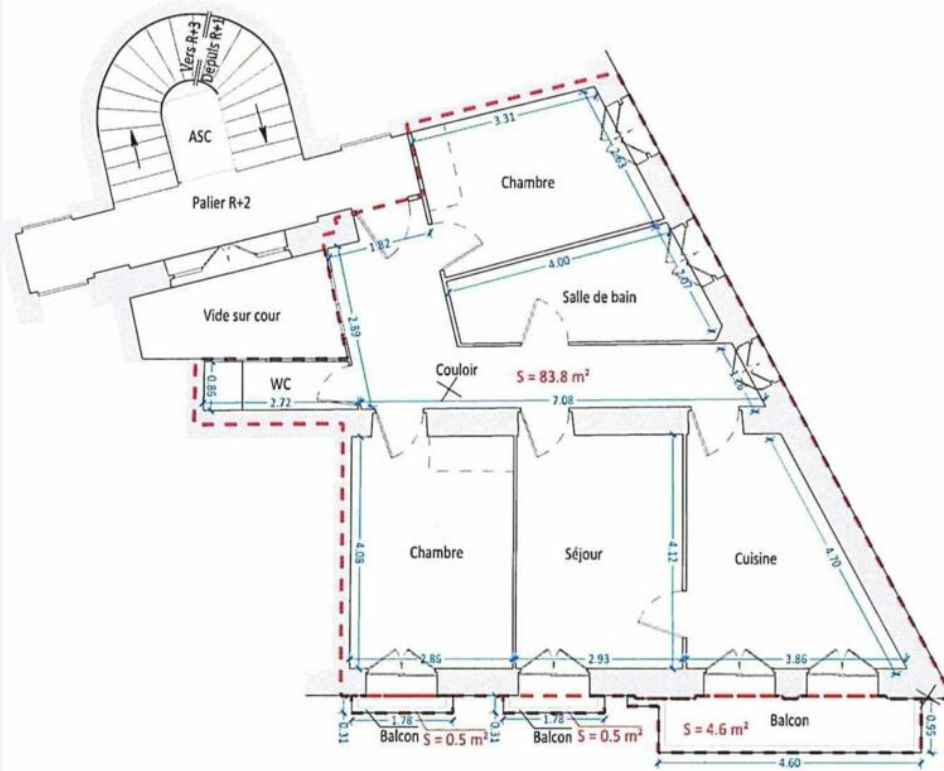 Vers R+3
Depuis R+1
ASC
Palier R+2
3.31
2.63
Chambre
1.82
4.00
2.07
Salle de bain
Vide sur cour
2.89
Couloir
S = 83.8 m²
1.26
0.86
WC
2.72
7.08
4.08
Chambre
Séjour
4.12
Cuisine
4.70
2.86
2.93
3.86
0.31
1.78
Balcon
S = 0.5 m²
0.31
1.78
Balcon
S = 0.5 m²
S = 4.6 m²
Balcon
0.95
4.60